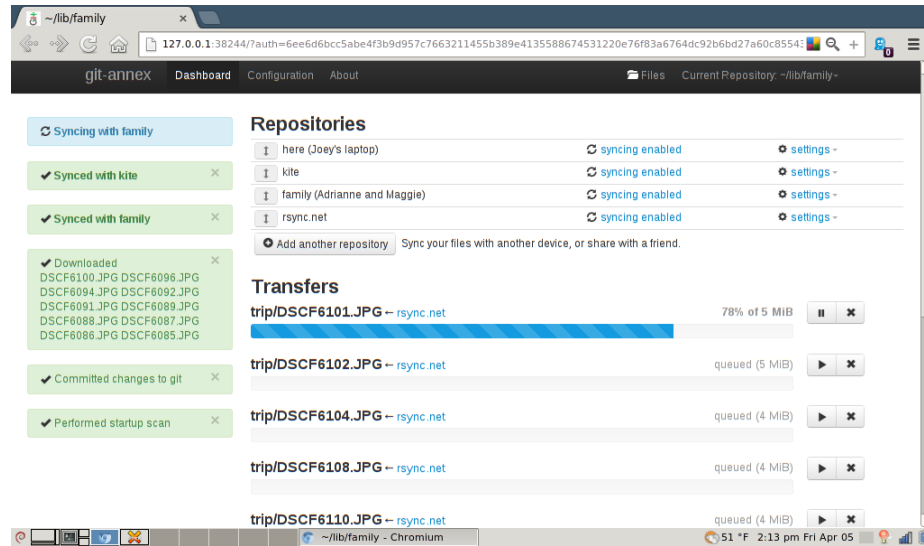 ~/lib/family
127.0.0.1:38244/?auth=6ee6d6bcc5abe4f3b9d957c7663211455b389e4135588674531220e76f83a6764dc92b6bd27a60c85543
git-annex Dashboard Configuration About Files Current Repository: ~/lib/family
Syncing with family
Synced with kite
Synced with family
Downloaded
DSCF6100.JPG DSCF6096.JPG
DSCF6094.JPG DSCF6092.JPG
DSCF6091.JPG DSCF6089.JPG
DSCF6088.JPG DSCF6087.JPG
DSCF6086.JPG DSCF6085.JPG
Committed changes to git
Performed startup scan
Repositories
here (Joey's laptop) syncing enabled settings
kite syncing enabled settings
family (Adrianne and Maggie) syncing enabled settings
rsync.net syncing enabled settings
Add another repository Sync your files with another device, or share with a friend.
Transfers
trip/DSCF6101.JPG ← rsync.net 78% of 5 MiB
trip/DSCF6102.JPG ← rsync.net queued (5 MiB)
trip/DSCF6104.JPG ← rsync.net queued (4 MiB)
trip/DSCF6108.JPG ← rsync.net queued (4 MiB)
trip/DSCF6110.JPG ← rsync.net queued (4 MiB)
~/lib/family - Chromium 51 °F 2:13 pm Fri Apr 05
0